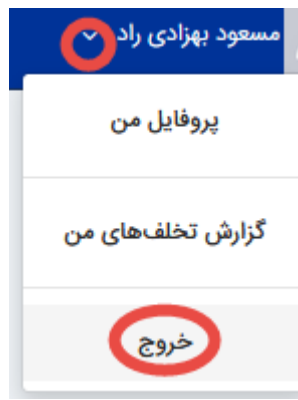 مسعود بهزادی راد
پروفایل من
گزارش تخلف‌های من
خروج